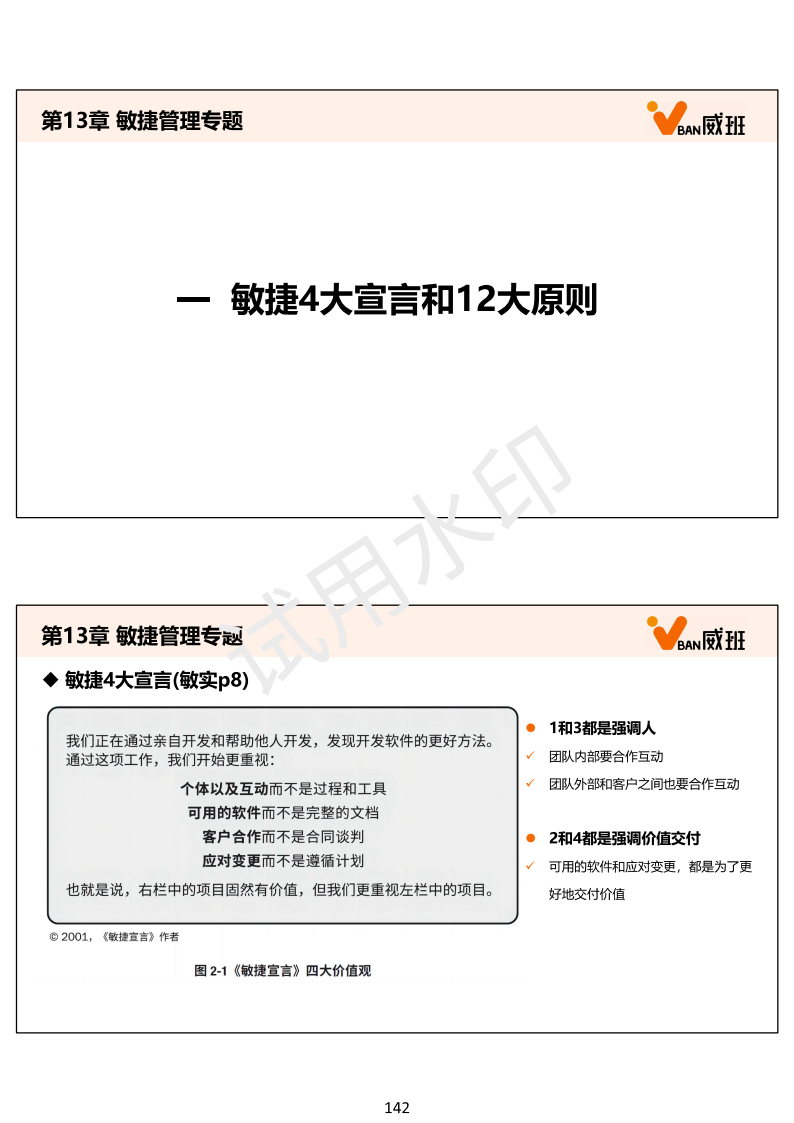 第13章 敏捷管理专题
BAN威班
一 敏捷4大宣言和12大原则
试用水印
第13章 敏捷管理专题
BAN威班
◆ 敏捷4大宣言(敏实p8)
我们正在通过亲自开发和帮助他人开发，发现开发软件的更好方法。
通过这项工作，我们开始更重视：
个体以及互动而不是过程和工具
可用的软件而不是完整的文档
客户合作而不是合同谈判
应对变更而不是遵循计划
也就是说，右栏中的项目固然有价值，但我们更重视左栏中的项目。
© 2001，《敏捷宣言》作者
图 2-1《敏捷宣言》四大价值观
● 1和3都是强调人
✓ 团队内部要合作互动
✓ 团队外部和客户之间也要合作互动
● 2和4都是强调价值交付
✓ 可用的软件和应对变更，都是为了更
好地交付价值
142